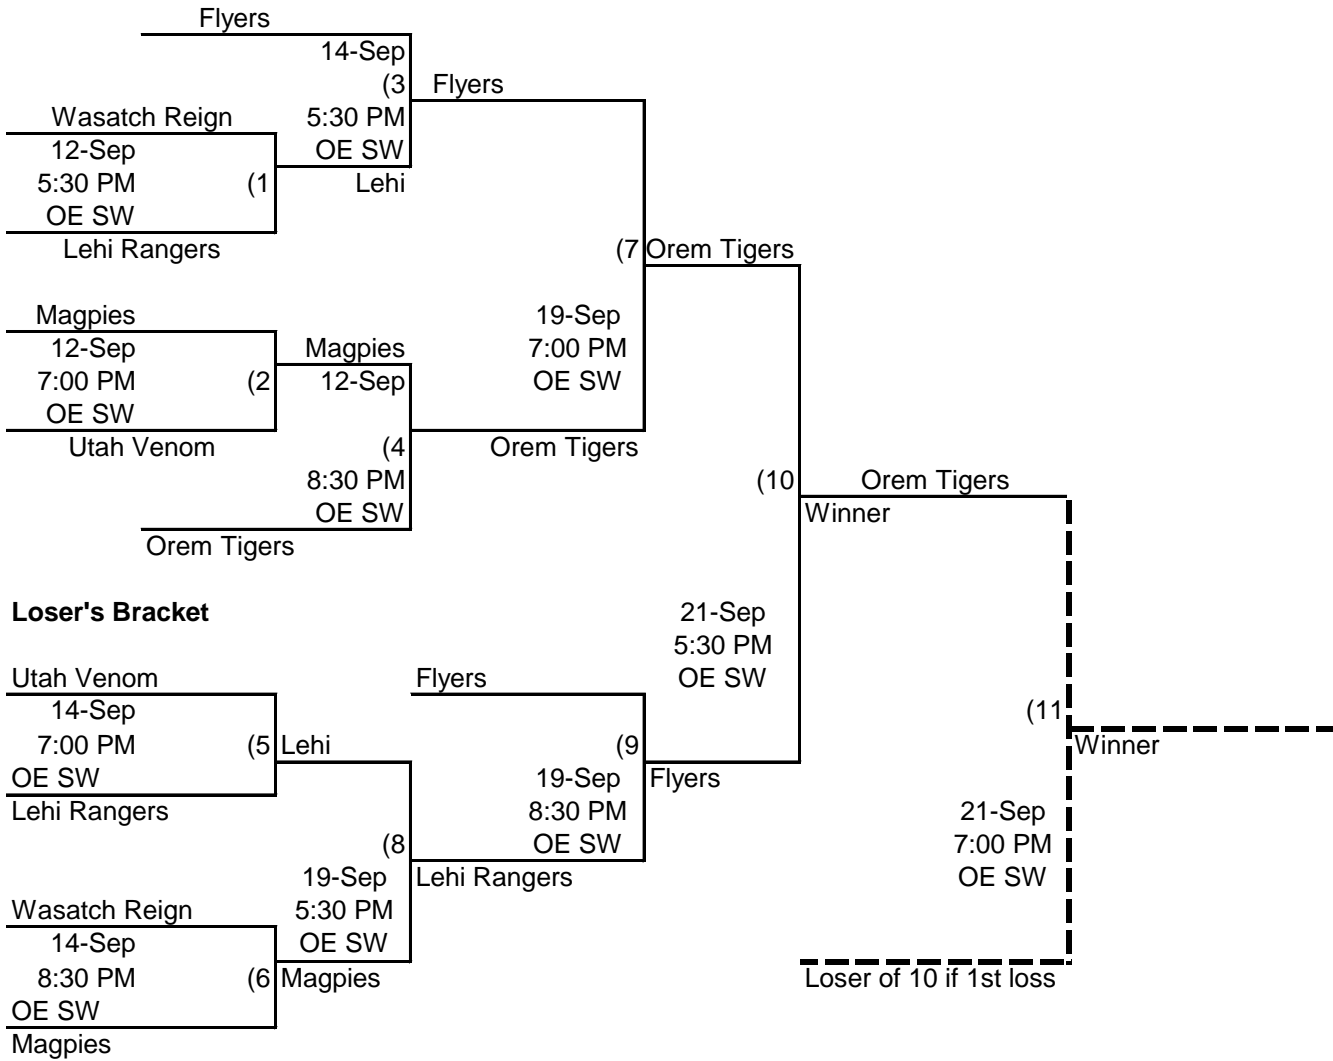 Flyers
14-Sep
(3 Flyers
Wasatch Reign 5:30 PM
12-Sep OE SW
5:30 PM (1 Lehi
OE SW
Lehi Rangers (7 Orem Tigers
Magpies 19-Sep
12-Sep Magpies 7:00 PM
7:00 PM (2 12-Sep OE SW
OE SW
Utah Venom (4 Orem Tigers
8:30 PM (10 Orem Tigers
OE SW Winner
Orem Tigers
Loser's Bracket 21-Sep
5:30 PM
Utah Venom Flyers OE SW
14-Sep (11
7:00 PM (5 Lehi (9 Winner
OE SW 19-Sep Flyers
Lehi Rangers 8:30 PM 21-Sep
(8 OE SW 7:00 PM
19-Sep Lehi Rangers OE SW
Wasatch Reign 5:30 PM
14-Sep OE SW
8:30 PM (6 Magpies Loser of 10 if 1st loss
OE SW
Magpies